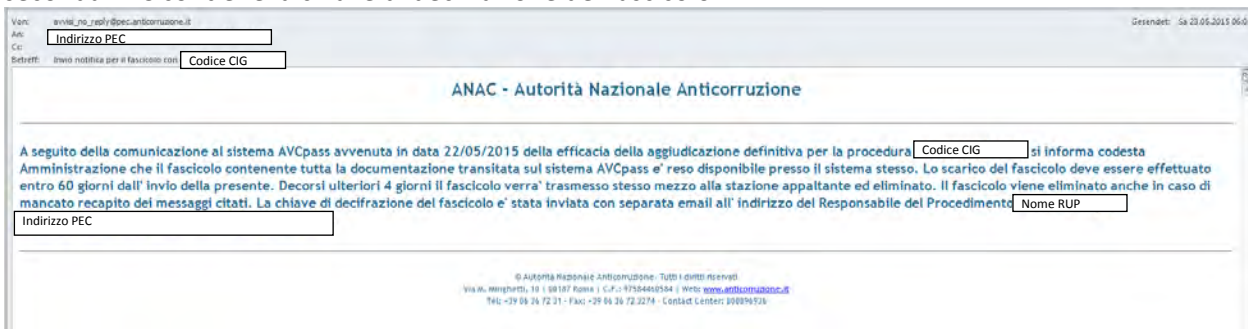 Von: avvisi_no_reply@pec.anticorruzione.it Gesendet: Sa 23.05.2015 06:0
An: Indirizzo PEC
Cc:
Betreff: Invio notifica per il fascicolo con Codice CIG
ANAC - Autorità Nazionale Anticorruzione
A seguito della comunicazione al sistema AVCpass avvenuta in data 22/05/2015 della efficacia della aggiudicazione definitiva per la procedura Codice CIG si informa codesta
Amministrazione che il fascicolo contenente tutta la documentazione transitata sul sistema AVCpass e' reso disponibile presso il sistema stesso. Lo scarico del fascicolo deve essere effettuato
entro 60 giorni dall' invio della presente. Decorsi ulteriori 4 giorni il fascicolo verra' trasmesso stesso mezzo alla stazione appaltante ed eliminato. Il fascicolo viene eliminato anche in caso di
mancato recapito dei messaggi citati. La chiave di decifrazione del fascicolo e' stata inviata con separata email all' indirizzo del Responsabile del Procedimento Nome RUP
Indirizzo PEC
© Autorità Nazionale Anticorruzione - Tutti i diritti riservati
Via M. Minghetti, 10 | 00187 Roma | C.F.: 97584460584 | Web: www.anticorruzione.it
Tel: +39 06 36 72 31 - Fax: +39 06 36 72 3274 - Contact Center: 800896936